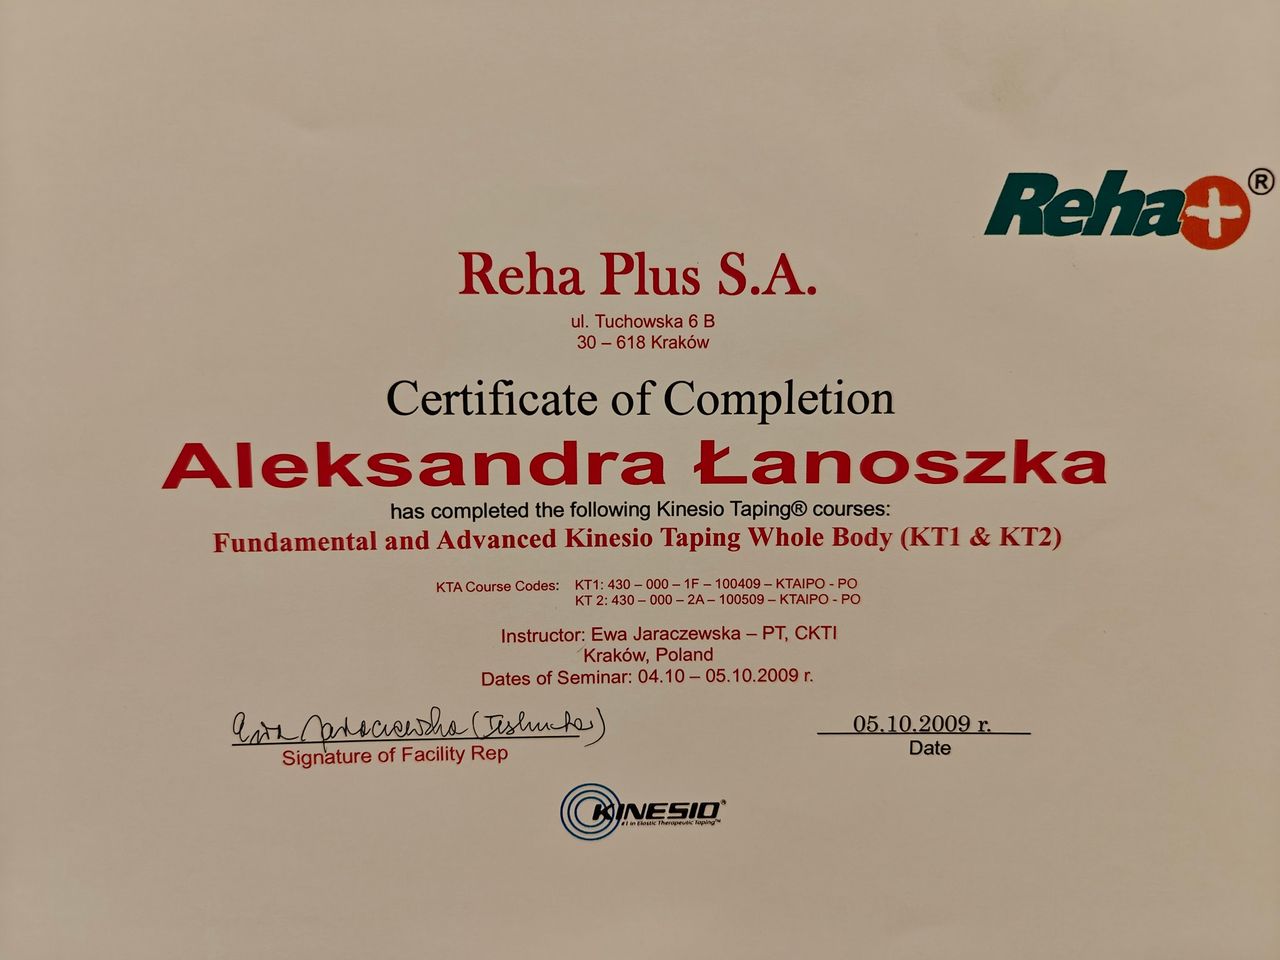 Reha+®
Reha Plus S.A.
ul. Tuchowska 6 B
30 – 618 Kraków
Certificate of Completion
Aleksandra Łanoszka
has completed the following Kinesio Taping® courses:
Fundamental and Advanced Kinesio Taping Whole Body (KT1 & KT2)
KTA Course Codes: KT1: 430 – 000 – 1F – 100409 – KTAIPO - PO
KT 2: 430 – 000 – 2A – 100509 – KTAIPO - PO
Instructor: Ewa Jaraczewska – PT, CKTI
Kraków, Poland
Dates of Seminar: 04.10 – 05.10.2009 r.
Ewa Jaraczewska
05.10.2009 r.
Signature of Facility Rep
Date
KINESIO®
#1 in Elastic Therapeutic Taping™